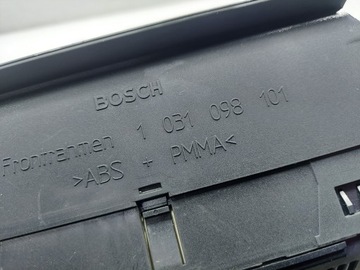 BOSCH
Frontrahmen 1 031 098 101
>ABS + PMMA<